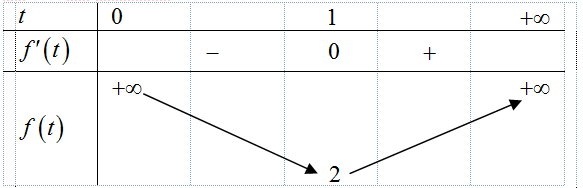 t 0 1 +∞
f'(t) − 0 +
+∞ +∞
f(t)
2